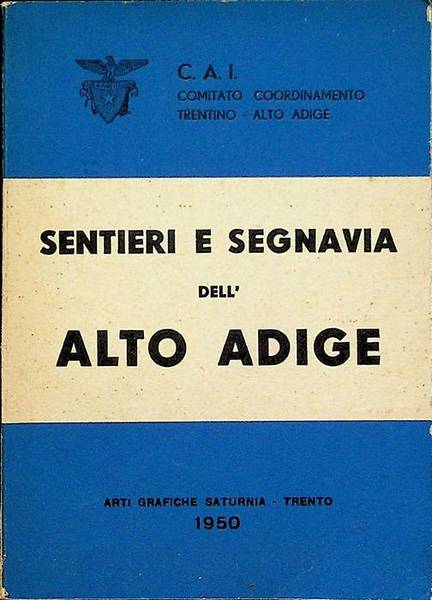 C. A. I.
COMITATO COORDINAMENTO
TRENTINO - ALTO ADIGE
SENTIERI E SEGNAVIA
DELL'
ALTO ADIGE
ARTI GRAFICHE SATURNIA - TRENTO
1950